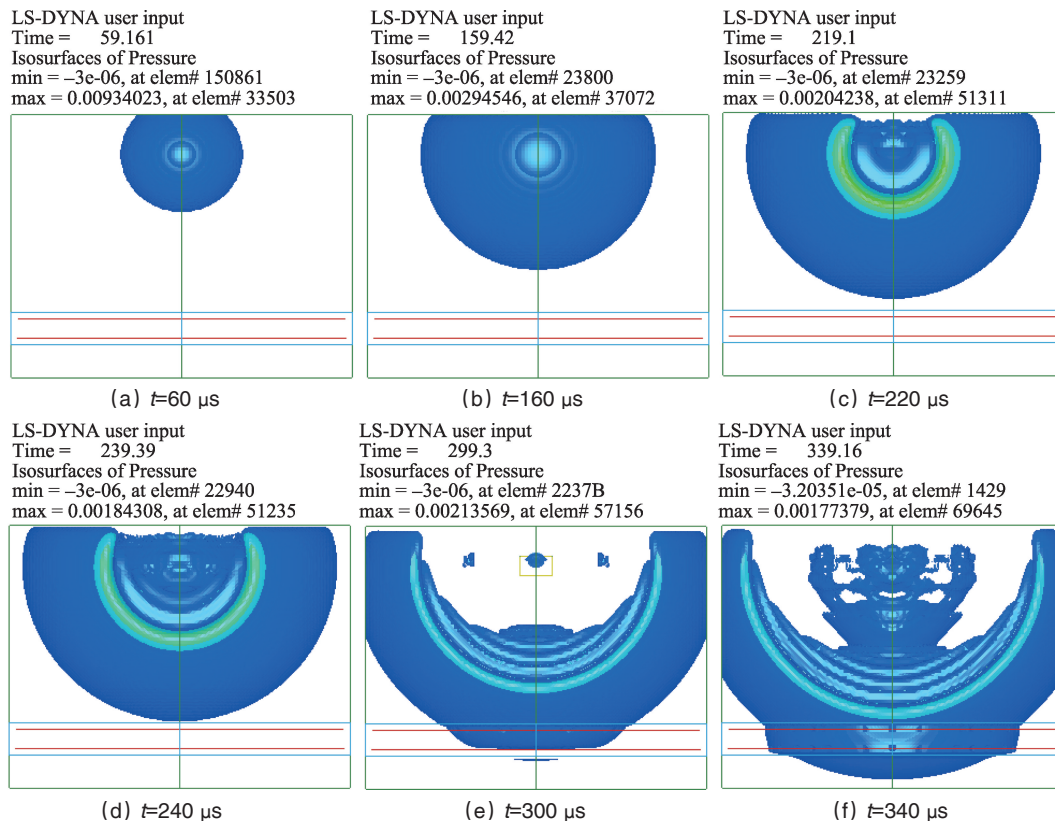 LS-DYNA user input
Time = 59.161
Isosurfaces of Pressure
min = –3e-06, at elem# 150861
max = 0.00934023, at elem# 33503
(a) t=60 μs
LS-DYNA user input
Time = 159.42
Isosurfaces of Pressure
min = –3e-06, at elem# 23800
max = 0.00294546, at elem# 37072
(b) t=160 μs
LS-DYNA user input
Time = 219.1
Isosurfaces of Pressure
min = –3e-06, at elem# 23259
max = 0.00204238, at elem# 51311
(c) t=220 μs
LS-DYNA user input
Time = 239.39
Isosurfaces of Pressure
min = –3e-06, at elem# 22940
max = 0.00184308, at elem# 51235
(d) t=240 μs
LS-DYNA user input
Time = 299.3
Isosurfaces of Pressure
min = –3e-06, at elem# 2237B
max = 0.00213569, at elem# 57156
(e) t=300 μs
LS-DYNA user input
Time = 339.16
Isosurfaces of Pressure
min = –3.20351e-05, at elem# 1429
max = 0.00177379, at elem# 69645
(f) t=340 μs